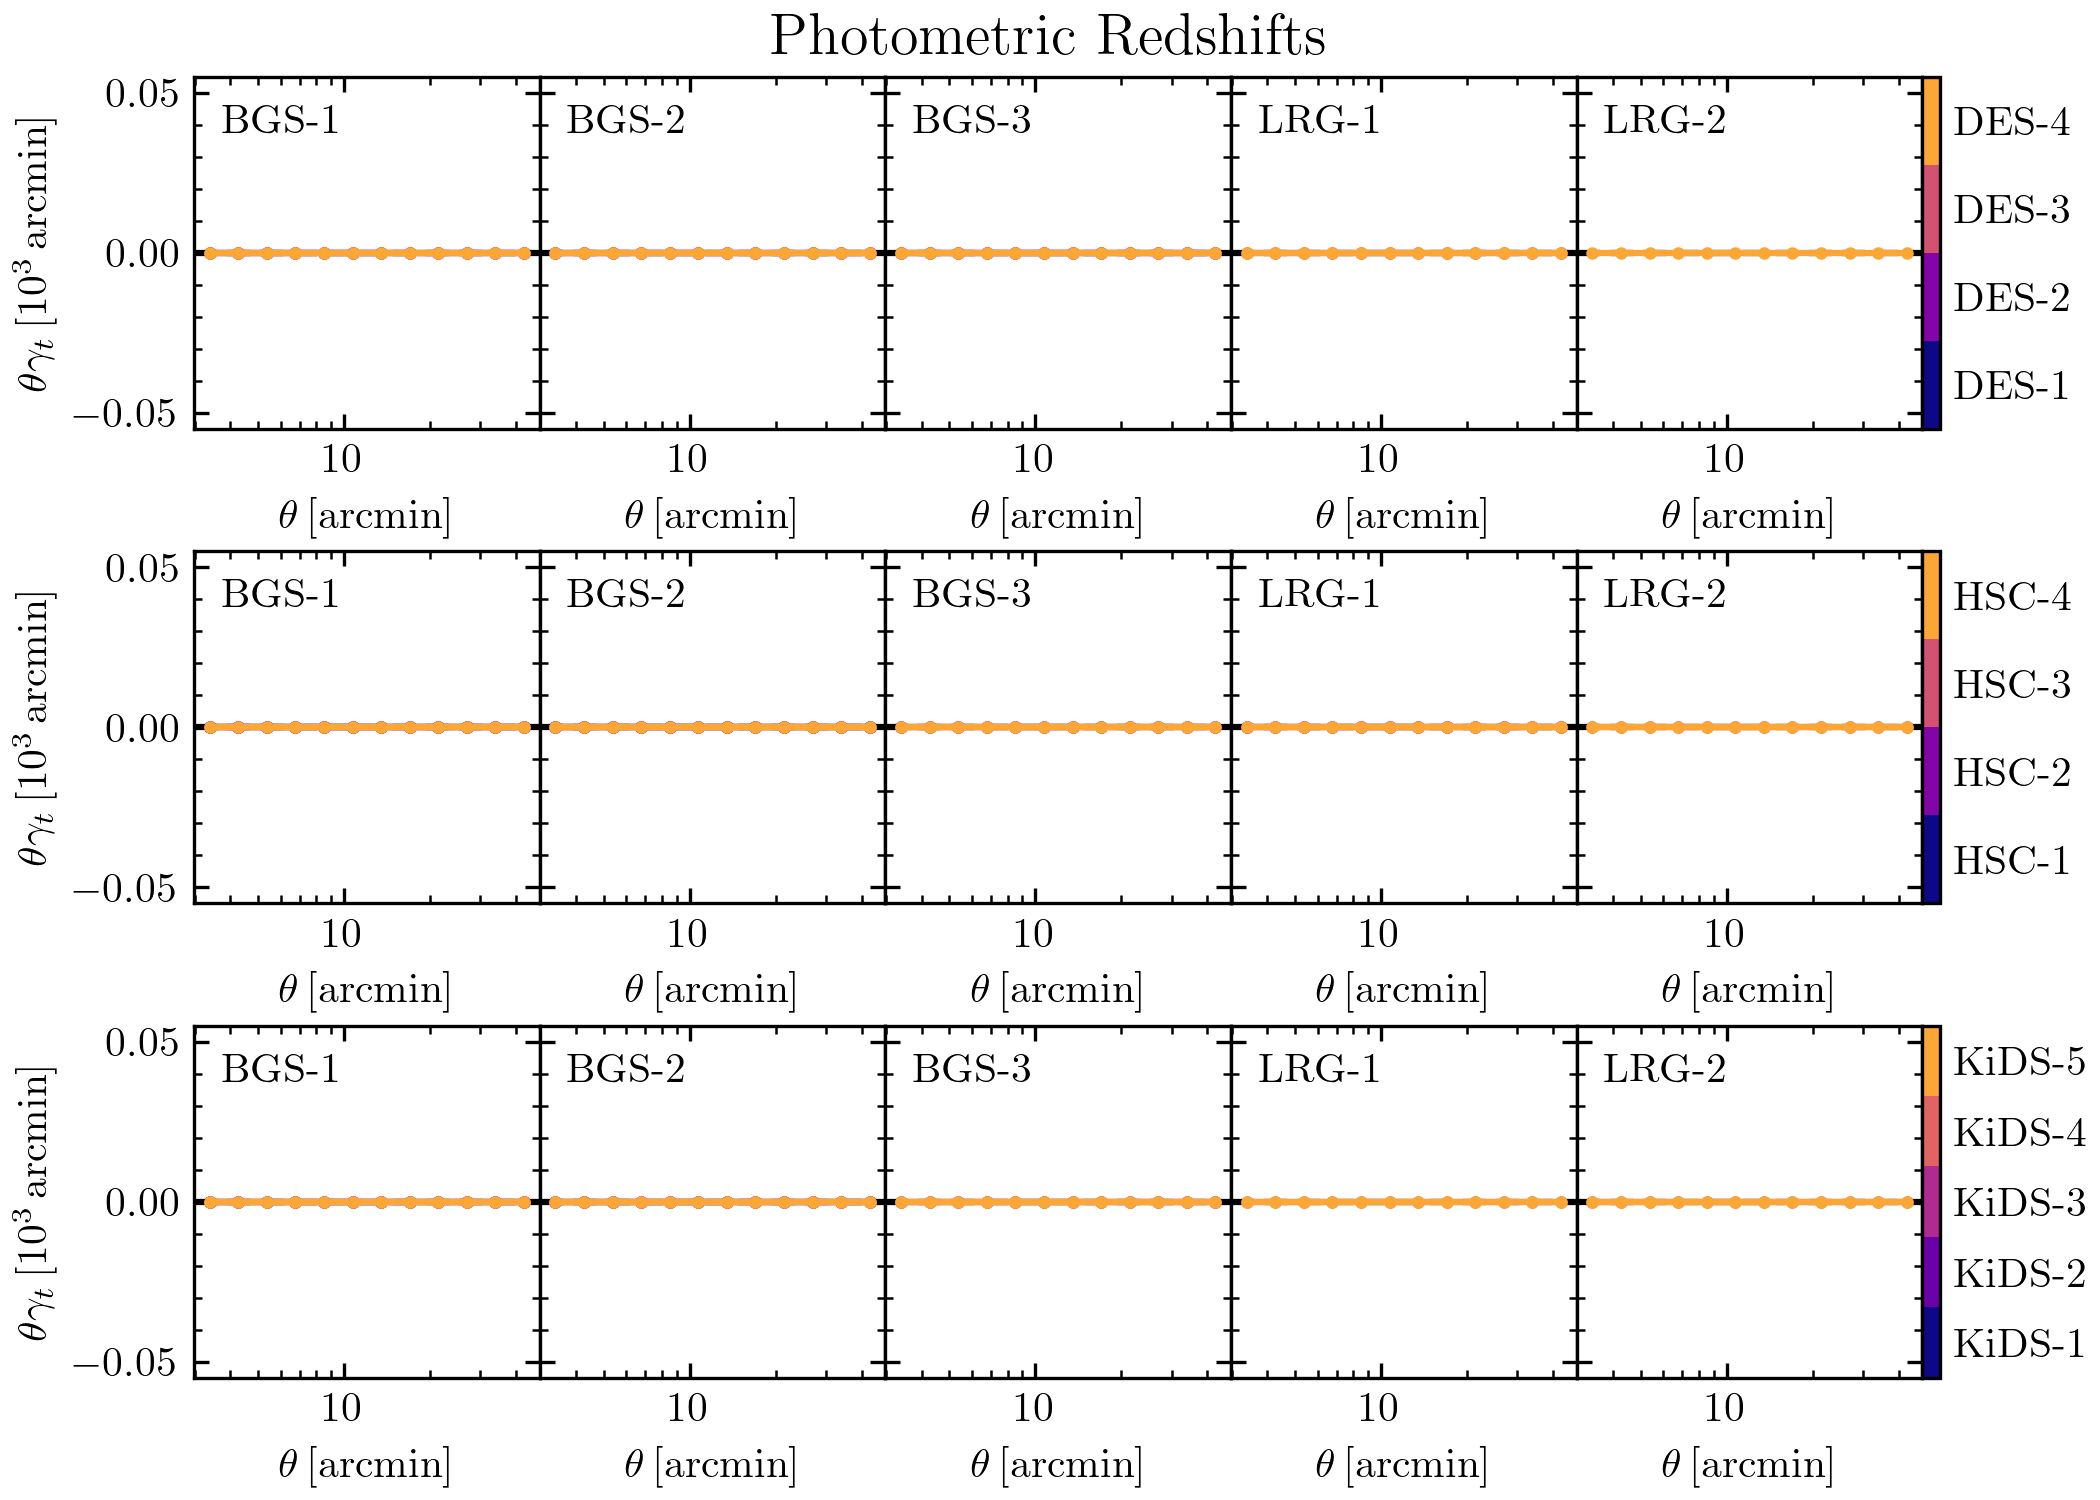 Photometric Redshifts
0.05
0.00
−0.05
θγt [10³ arcmin]
BGS-1
BGS-2
BGS-3
LRG-1
LRG-2
DES-4
DES-3
DES-2
DES-1
10 10 10 10 10
θ [arcmin] θ [arcmin] θ [arcmin] θ [arcmin] θ [arcmin]
0.05
0.00
−0.05
θγt [10³ arcmin]
BGS-1
BGS-2
BGS-3
LRG-1
LRG-2
HSC-4
HSC-3
HSC-2
HSC-1
10 10 10 10 10
θ [arcmin] θ [arcmin] θ [arcmin] θ [arcmin] θ [arcmin]
0.05
0.00
−0.05
θγt [10³ arcmin]
BGS-1
BGS-2
BGS-3
LRG-1
LRG-2
KiDS-5
KiDS-4
KiDS-3
KiDS-2
KiDS-1
10 10 10 10 10
θ [arcmin] θ [arcmin] θ [arcmin] θ [arcmin] θ [arcmin]